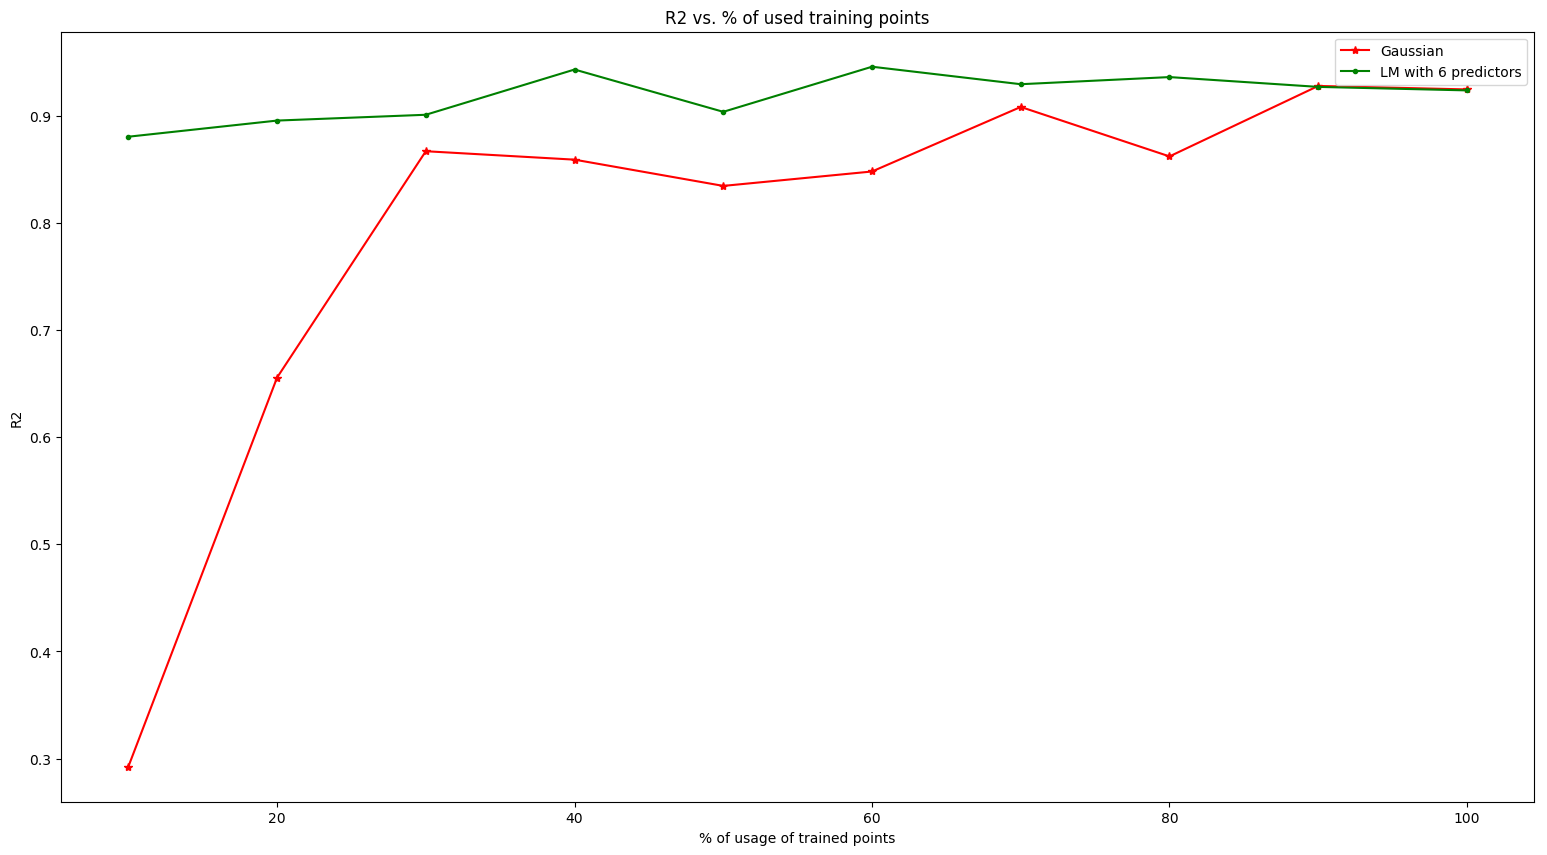 R2 vs. % of used training points
Gaussian
LM with 6 predictors
R2
0.9
0.8
0.7
0.6
0.5
0.4
0.3
20 40 60 80 100
% of usage of trained points